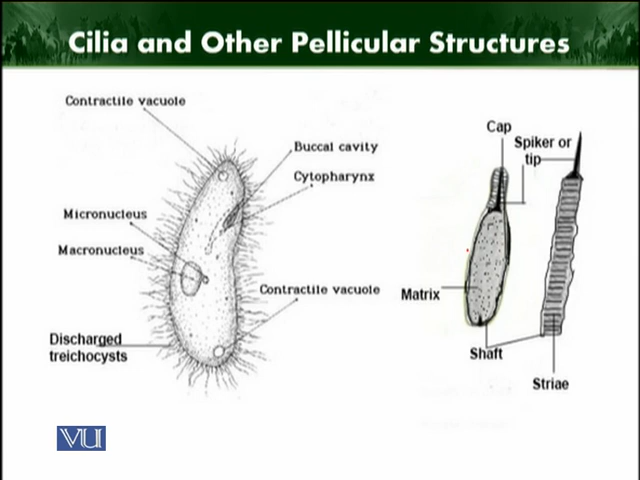 Cilia and Other Pellicular Structures
Contractile vacuole
Buccal cavity
Cytopharynx
Micronucleus
Macronucleus
Contractile vacuole
Discharged
treichocysts
Cap
Spiker or
tip
Matrix
Shaft
Striae
VU